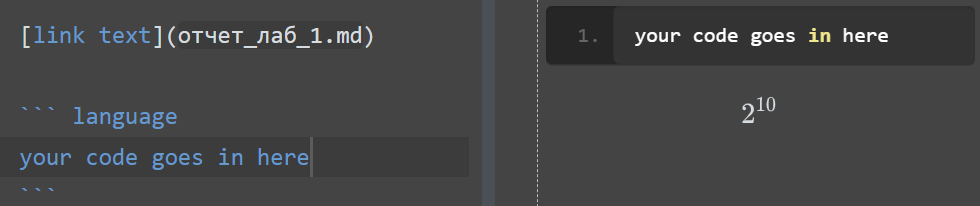 [link text](отчет_лаб_1.md)
``` language
your code goes in here
```
1. your code goes in here
2^10